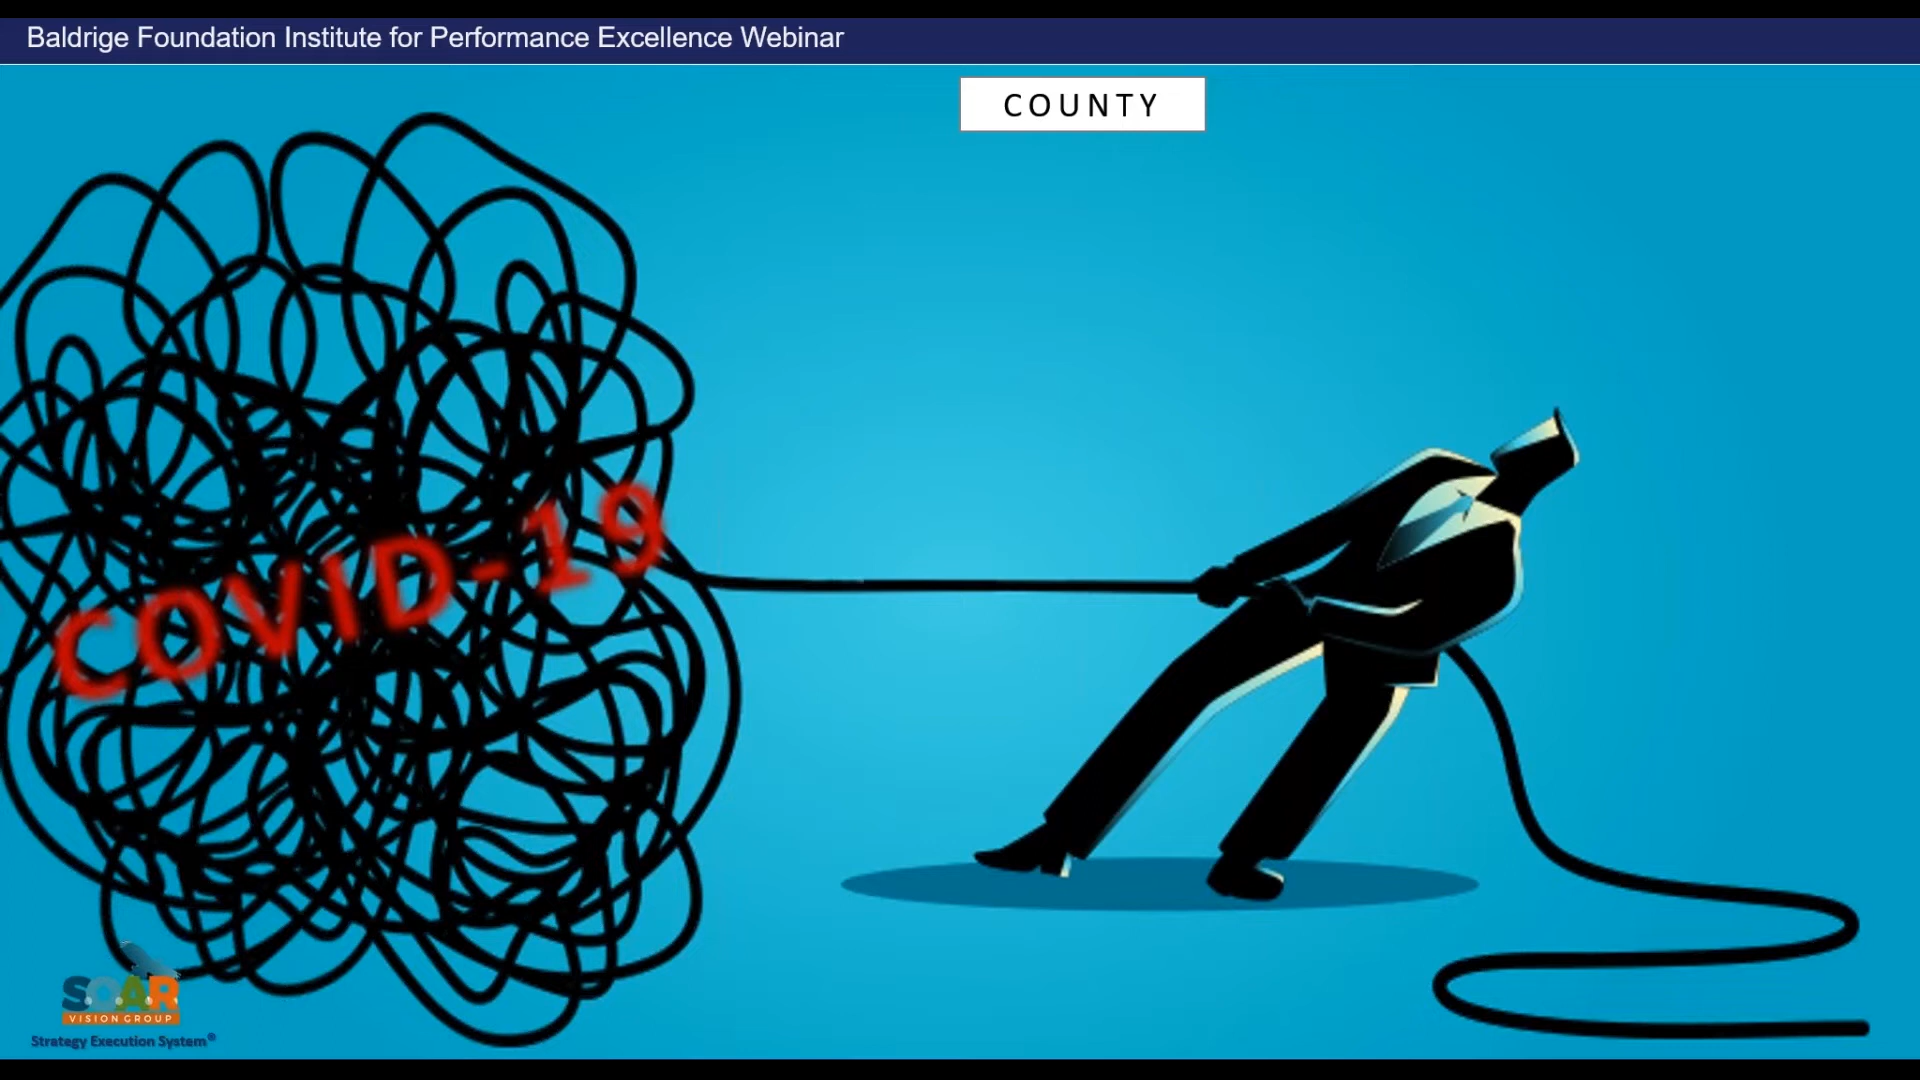 Baldrige Foundation Institute for Performance Excellence Webinar
COUNTY
COVID-19
SOAR
VISION GROUP
Strategy Execution System®